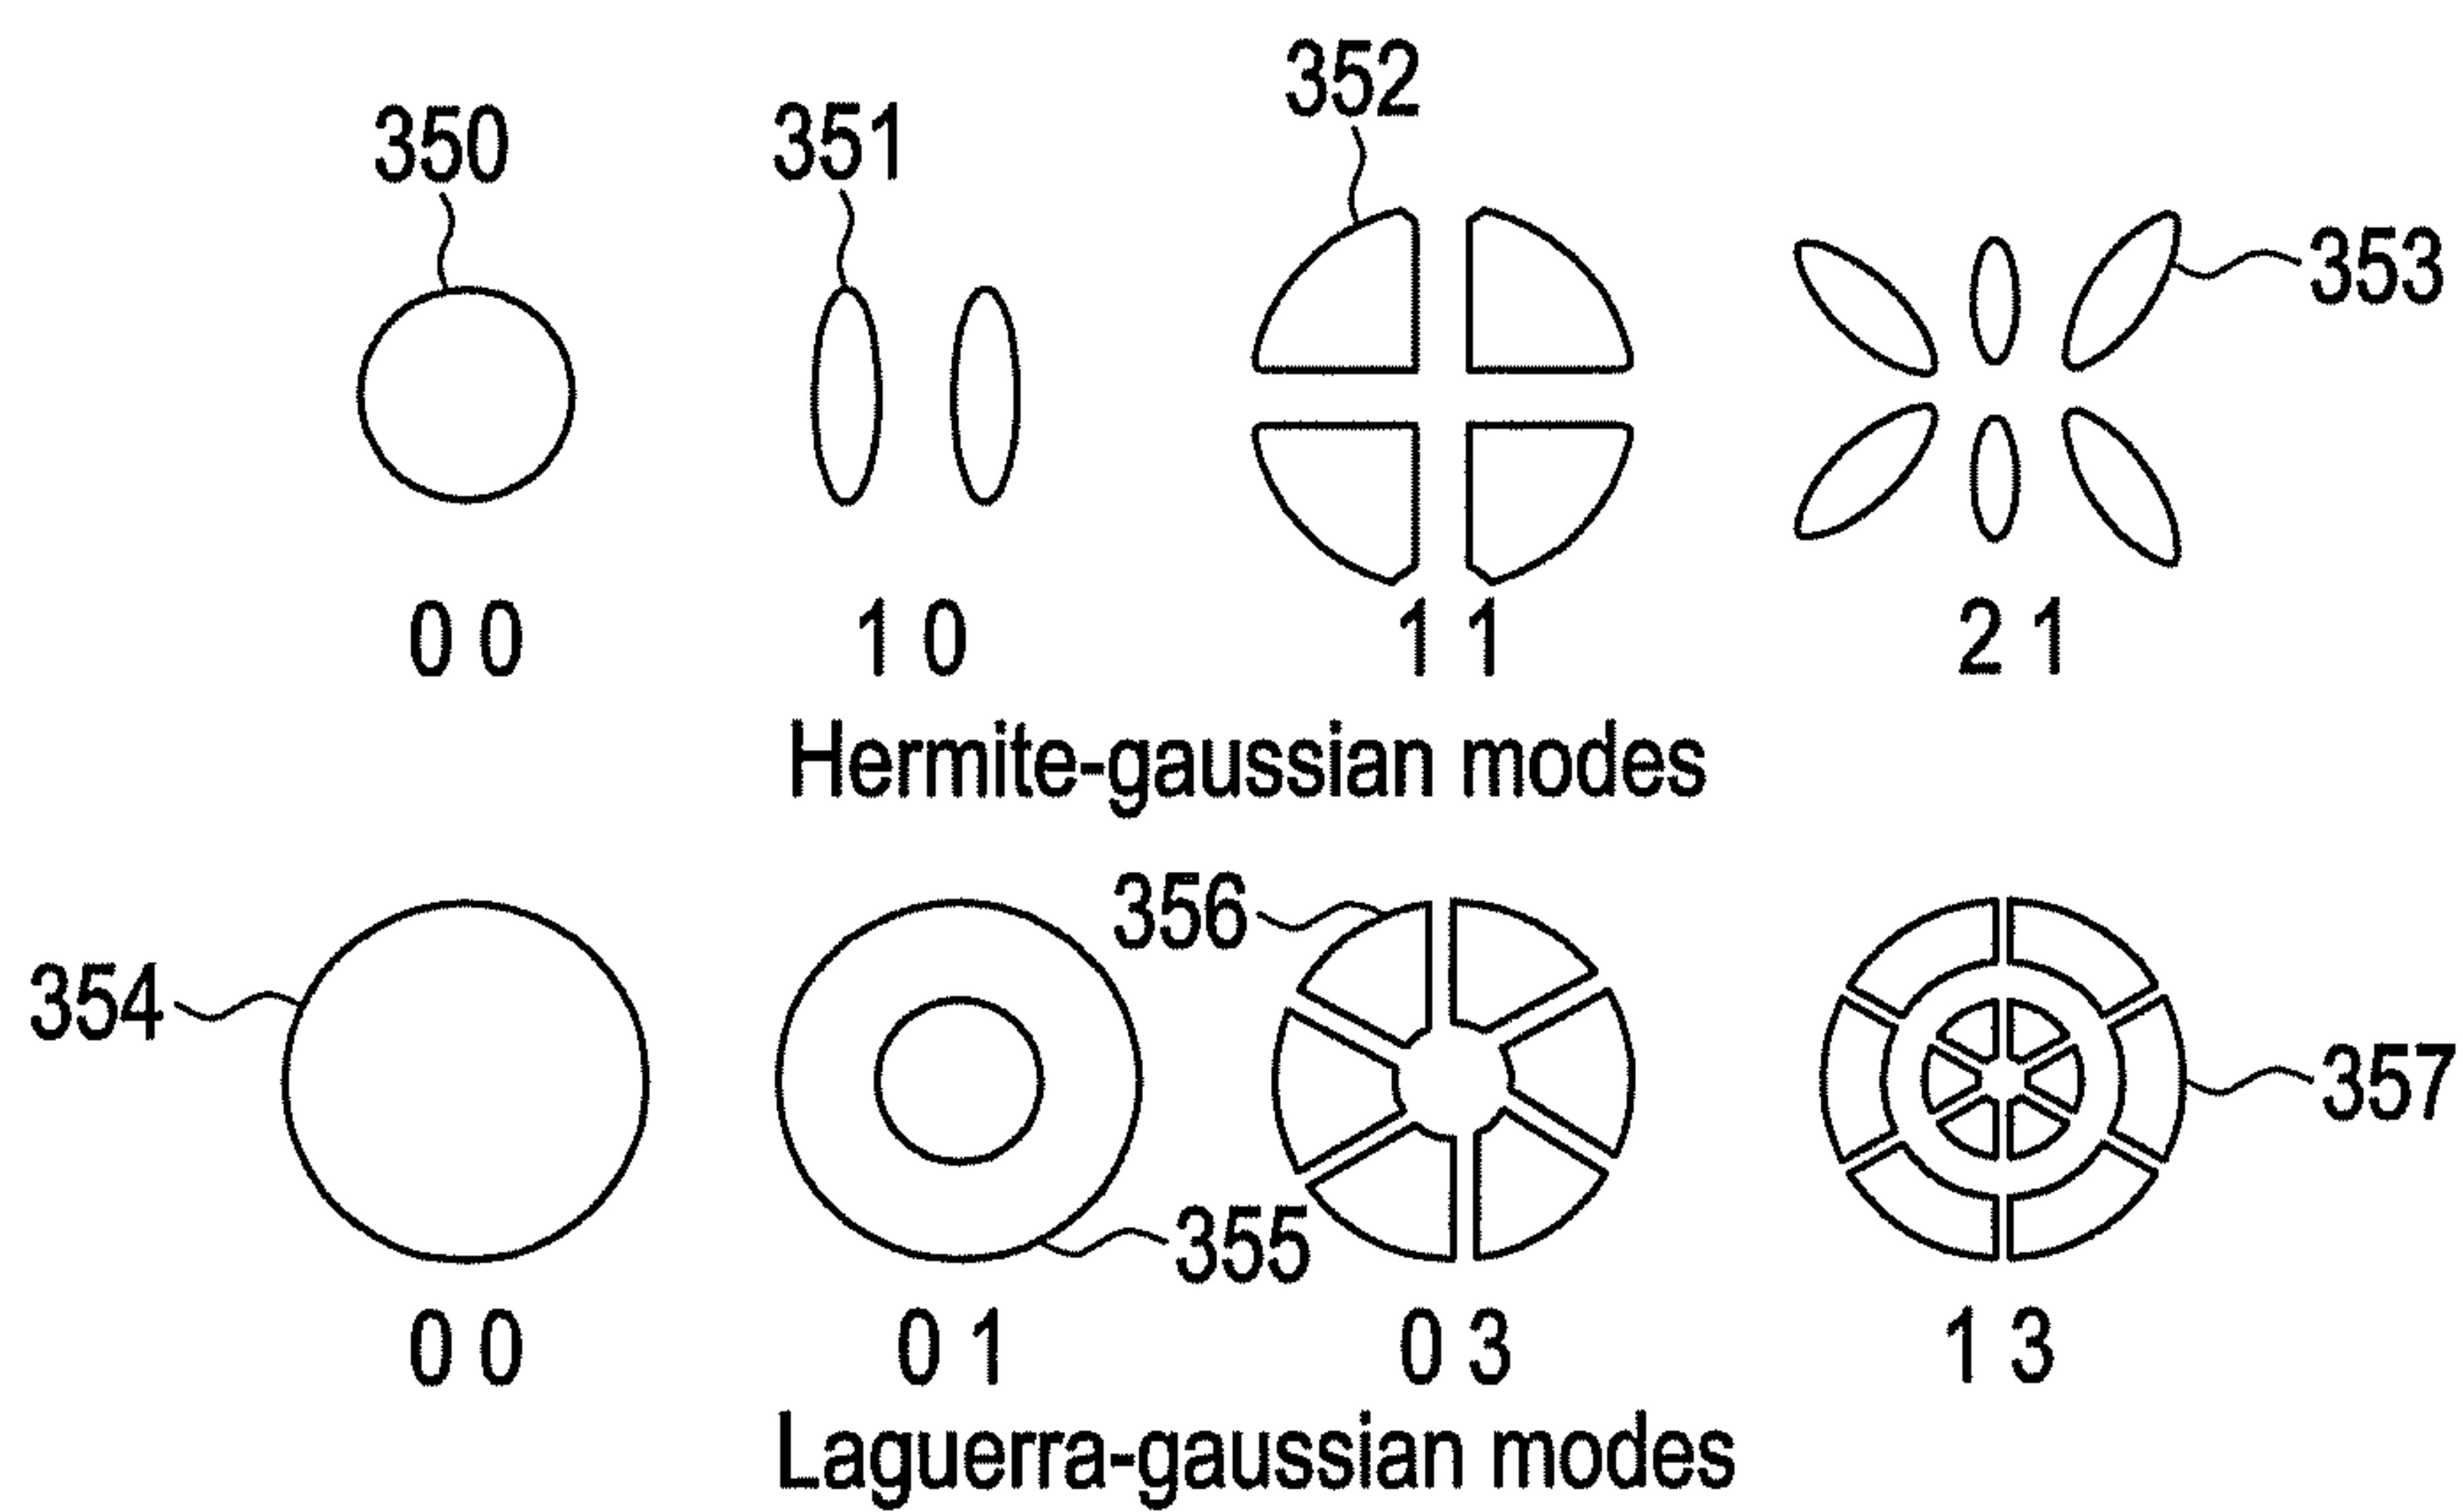 350 351 352 353
0 0 1 0 1 1 2 1
Hermite-gaussian modes
354 355 356 357
0 0 0 1 0 3 1 3
Laguerra-gaussian modes